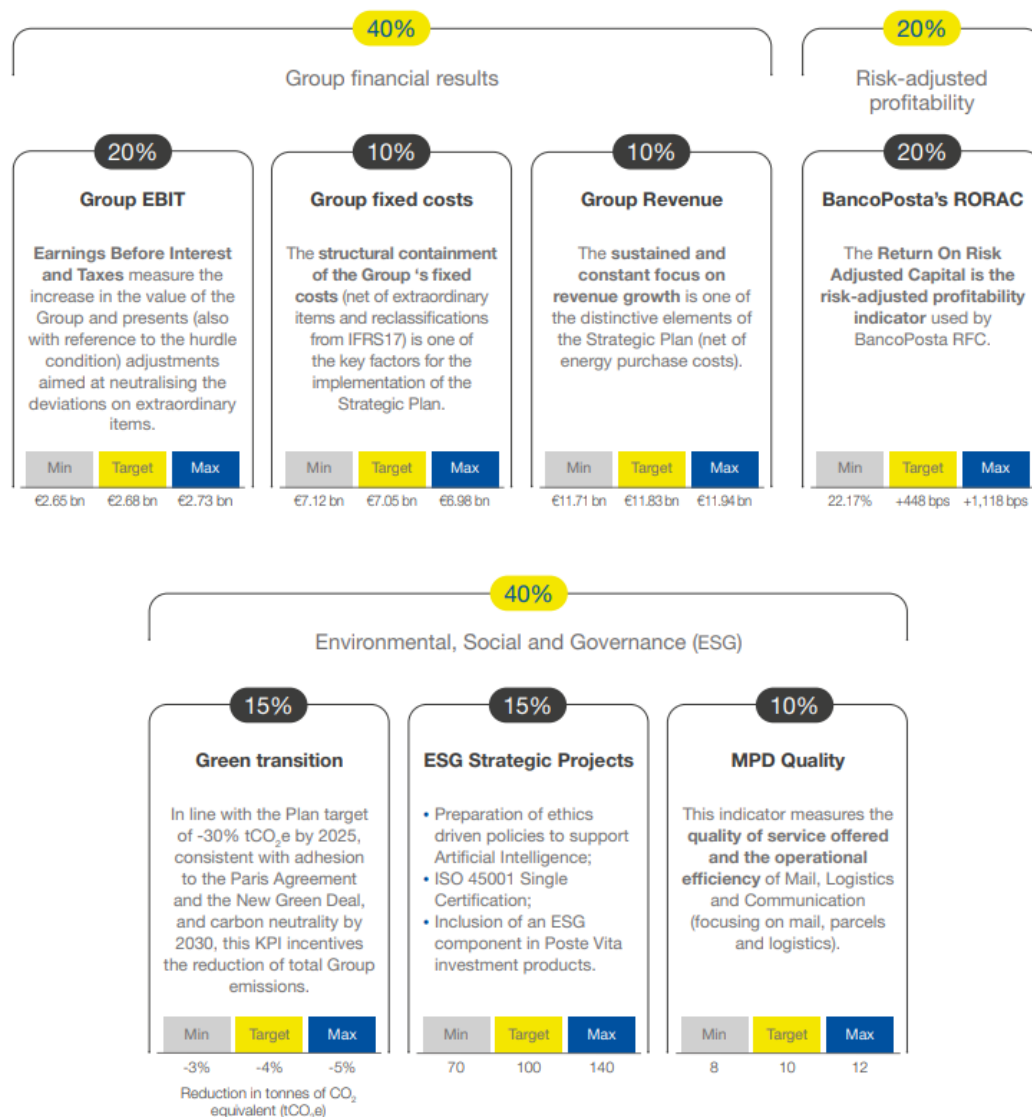 40%
Group financial results
20%
Risk-adjusted
profitability
20%
Group EBIT
Earnings Before Interest
and Taxes measure the
increase in the value of the
Group and presents (also
with reference to the hurdle
condition) adjustments
aimed at neutralising the
deviations on extraordinary
items.
Min Target Max
€2.65 bn €2.68 bn €2.73 bn
10%
Group fixed costs
The structural containment
of the Group ‘s fixed
costs (net of extraordinary
items and reclassifications
from IFRS17) is one of
the key factors for the
implementation of the
Strategic Plan.
Min Target Max
€7.12 bn €7.05 bn €6.98 bn
10%
Group Revenue
The sustained and
constant focus on
revenue growth is one of
the distinctive elements of
the Strategic Plan (net of
energy purchase costs).
Min Target Max
€11.71 bn €11.83 bn €11.94 bn
20%
BancoPosta’s RORAC
The Return On Risk
Adjusted Capital is the
risk-adjusted profitability
indicator used by
BancoPosta RFC.
Min Target Max
22.17% +448 bps +1,118 bps
40%
Environmental, Social and Governance (ESG)
15%
Green transition
In line with the Plan target
of -30% tCO₂e by 2025,
consistent with adhesion
to the Paris Agreement
and the New Green Deal,
and carbon neutrality by
2030, this KPI incentives
the reduction of total Group
emissions.
Min Target Max
-3% -4% -5%
Reduction in tonnes of CO₂
equivalent (tCO₂e)
15%
ESG Strategic Projects
• Preparation of ethics
driven policies to support
Artificial Intelligence;
• ISO 45001 Single
Certification;
• Inclusion of an ESG
component in Poste Vita
investment products.
Min Target Max
70 100 140
10%
MPD Quality
This indicator measures the
quality of service offered
and the operational
efficiency of Mail, Logistics
and Communication
(focusing on mail, parcels
and logistics).
Min Target Max
8 10 12